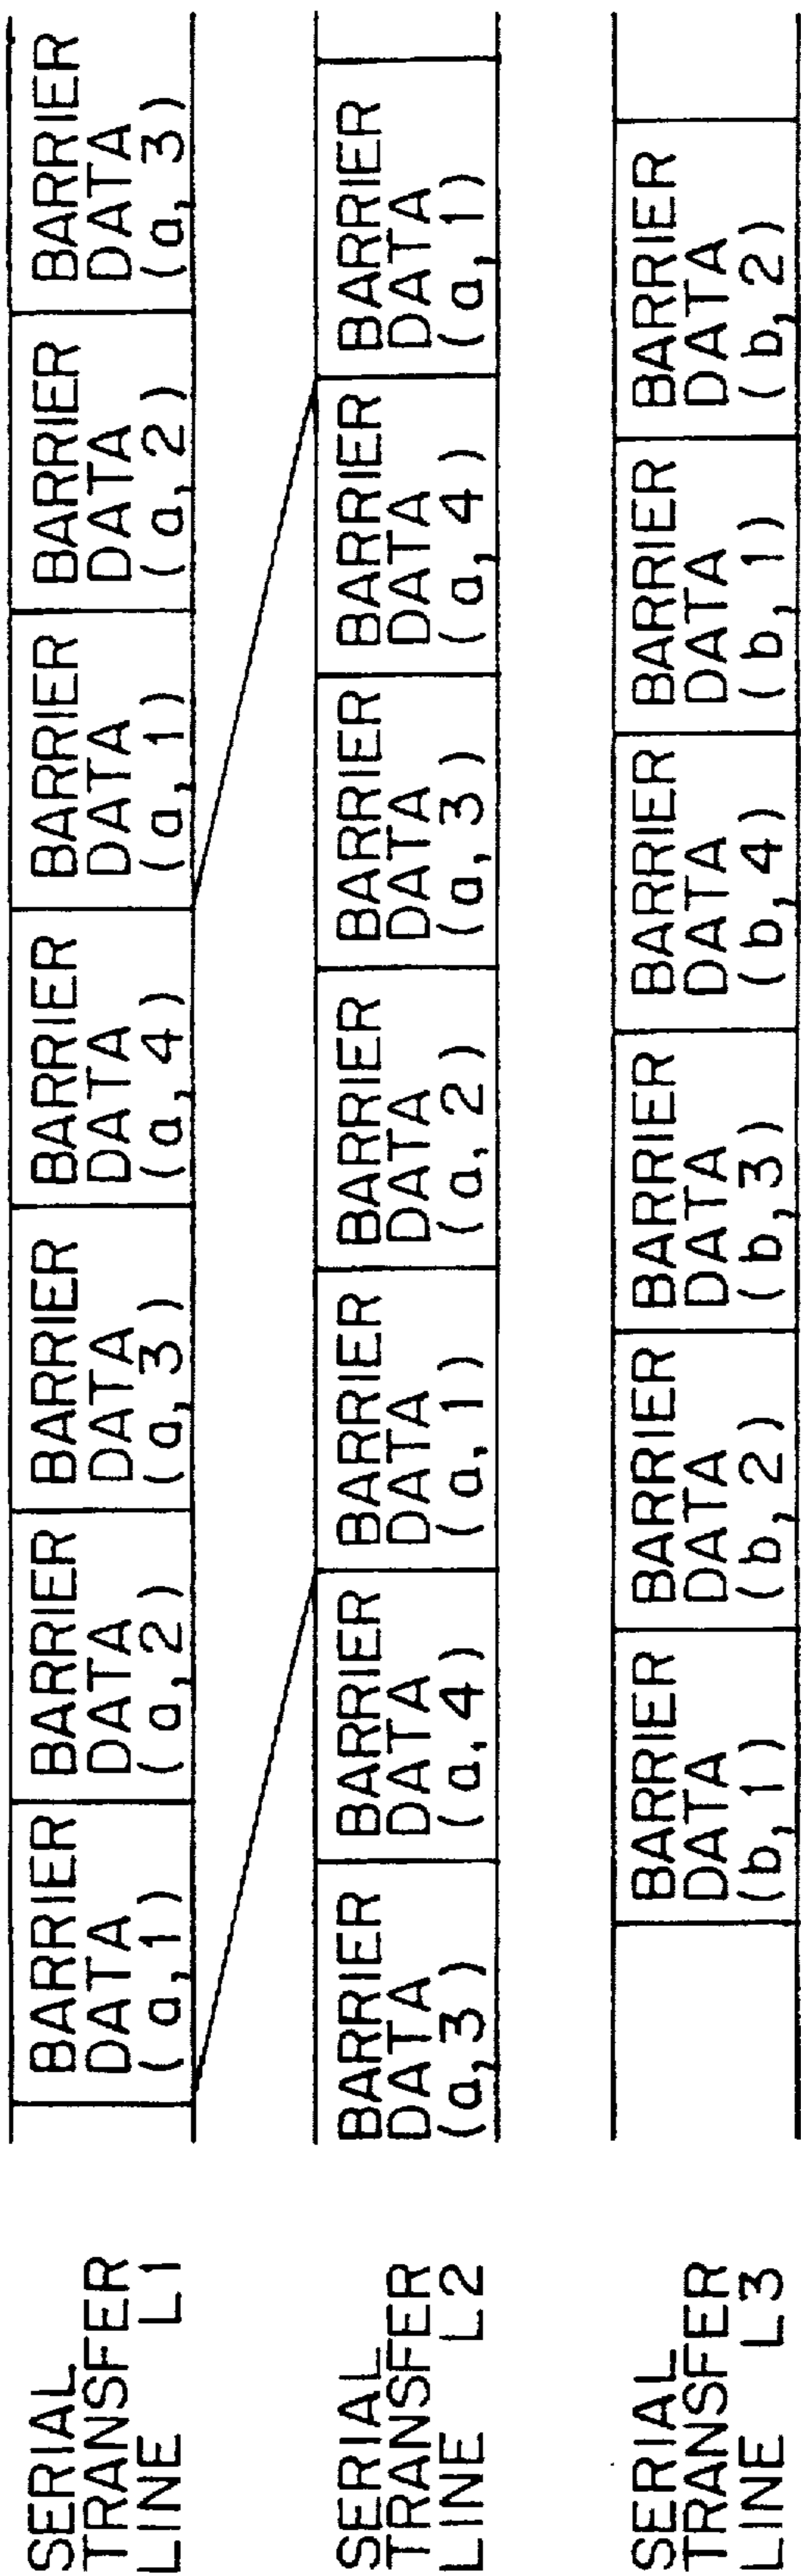 SERIAL
TRANSFER
LINE L1
BARRIER
DATA
(a, 1)
BARRIER
DATA
(a, 2)
BARRIER
DATA
(a, 3)
BARRIER
DATA
(a, 4)
BARRIER
DATA
(a, 1)
BARRIER
DATA
(a, 2)
BARRIER
DATA
(a, 3)
SERIAL
TRANSFER
LINE L2
BARRIER
DATA
(a, 3)
BARRIER
DATA
(a, 4)
BARRIER
DATA
(a, 1)
BARRIER
DATA
(a, 2)
BARRIER
DATA
(a, 3)
BARRIER
DATA
(a, 4)
BARRIER
DATA
(a, 1)
SERIAL
TRANSFER
LINE L3
BARRIER
DATA
(b, 1)
BARRIER
DATA
(b, 2)
BARRIER
DATA
(b, 3)
BARRIER
DATA
(b, 4)
BARRIER
DATA
(b, 1)
BARRIER
DATA
(b, 2)